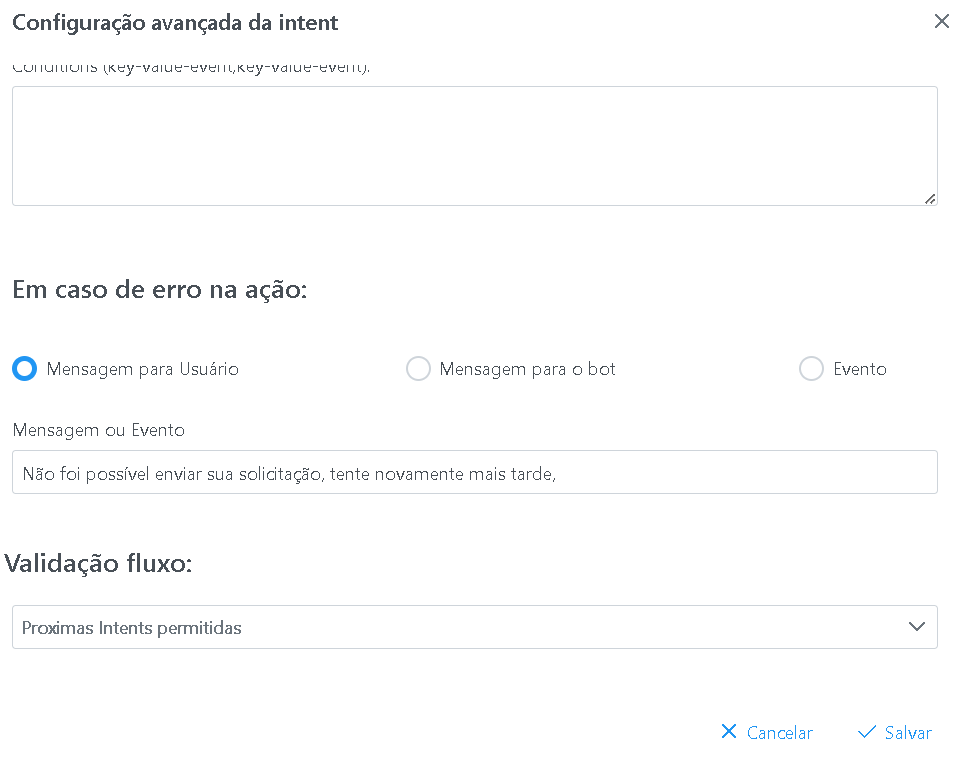 Configuração avançada da intent
Conditions (key-value-event,key-value-event).
Em caso de erro na ação:
Mensagem para Usuário
Mensagem para o bot
Evento
Mensagem ou Evento
Não foi possível enviar sua solicitação, tente novamente mais tarde,
Validação fluxo:
Proximas Intents permitidas
Cancelar
Salvar